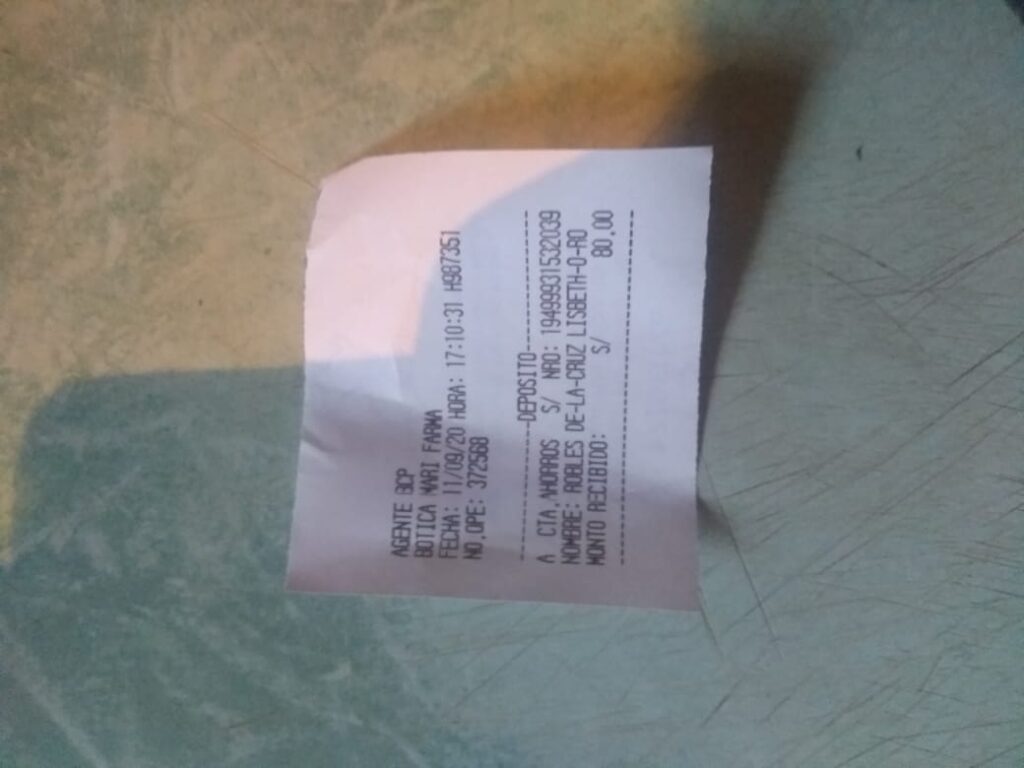 AGENTE BCP
BOTICA MARI FARMA
FECHA: 11/09/20 HORA: 17:10:31 H987351
NO.OPE: 372568
---------------DEPOSITO---------------
A CTA.AHORROS S/ NRO: 19499931532039
NOMBRE: ROBLES DE-LA-CRUZ LISBETH-O-RO
MONTO RECIBIDO: S/ 80,00
--------------------------------------